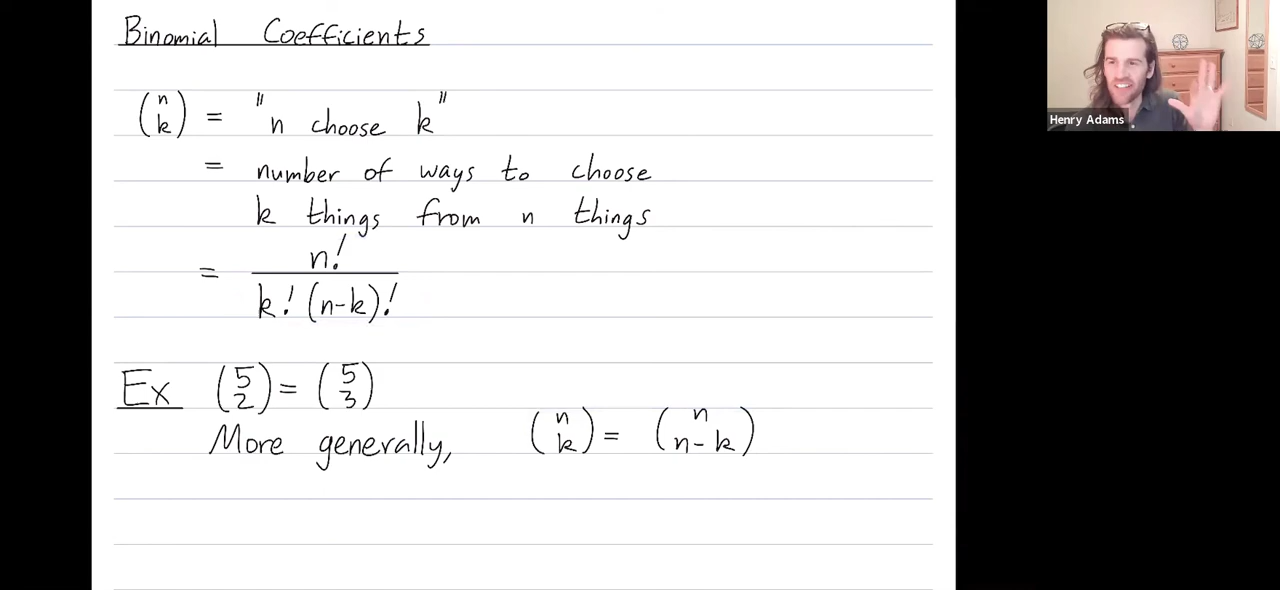 Binomial Coefficients
(n k) = "n choose k"
= number of ways to choose
k things from n things
= n! / k! (n-k)!
Ex (5 2) = (5 3)
More generally, (n k) = (n n-k)
Henry Adams